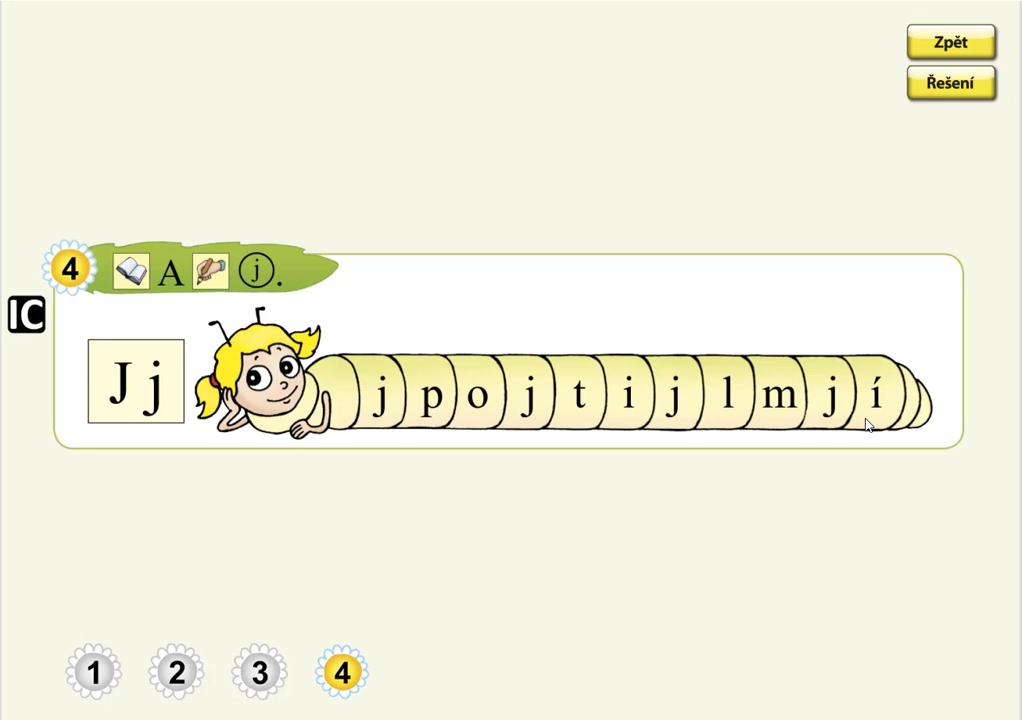 Zpět
Řešení
4 A j.
IC
J j
j p o j t i j l m j í
1 2 3 4